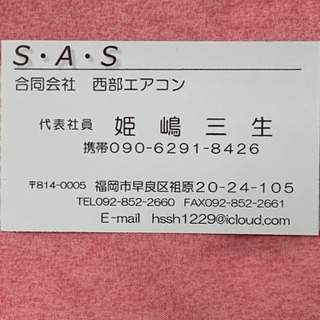 S・A・S
合同会社　西部エアコン
代表社員　姫嶋三生
携帯090-6291-8426
〒814-0005　福岡市早良区祖原20-24-105
TEL092-852-2660　FAX092-852-2661
E-mail　hssh1229@icloud.com